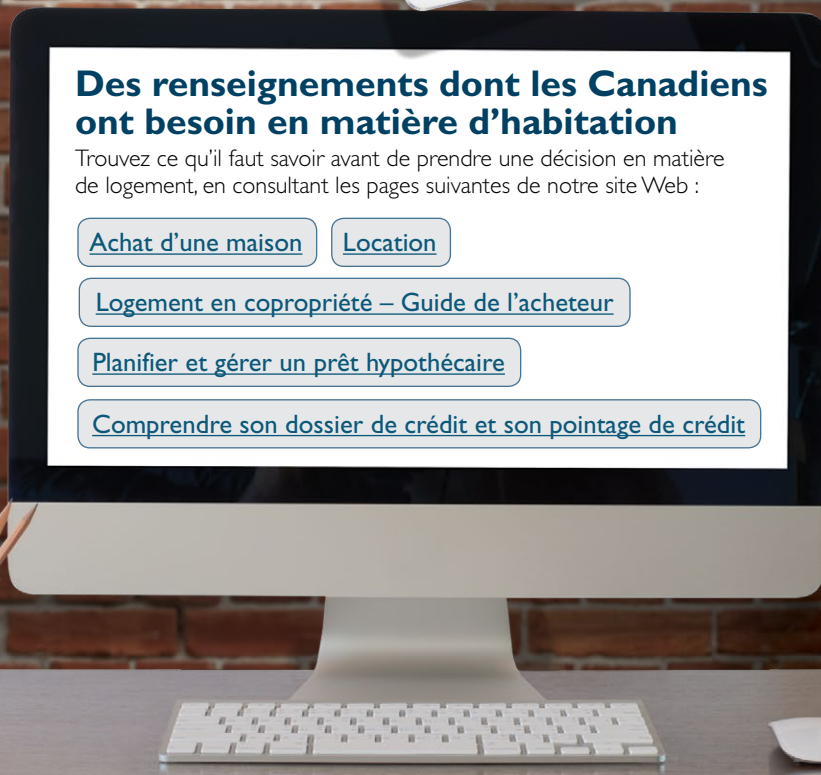 Des renseignements dont les Canadiens
ont besoin en matière d’habitation
Trouvez ce qu’il faut savoir avant de prendre une décision en matière
de logement, en consultant les pages suivantes de notre site Web :
Achat d’une maison Location
Logement en copropriété – Guide de l’acheteur
Planifier et gérer un prêt hypothécaire
Comprendre son dossier de crédit et son pointage de crédit